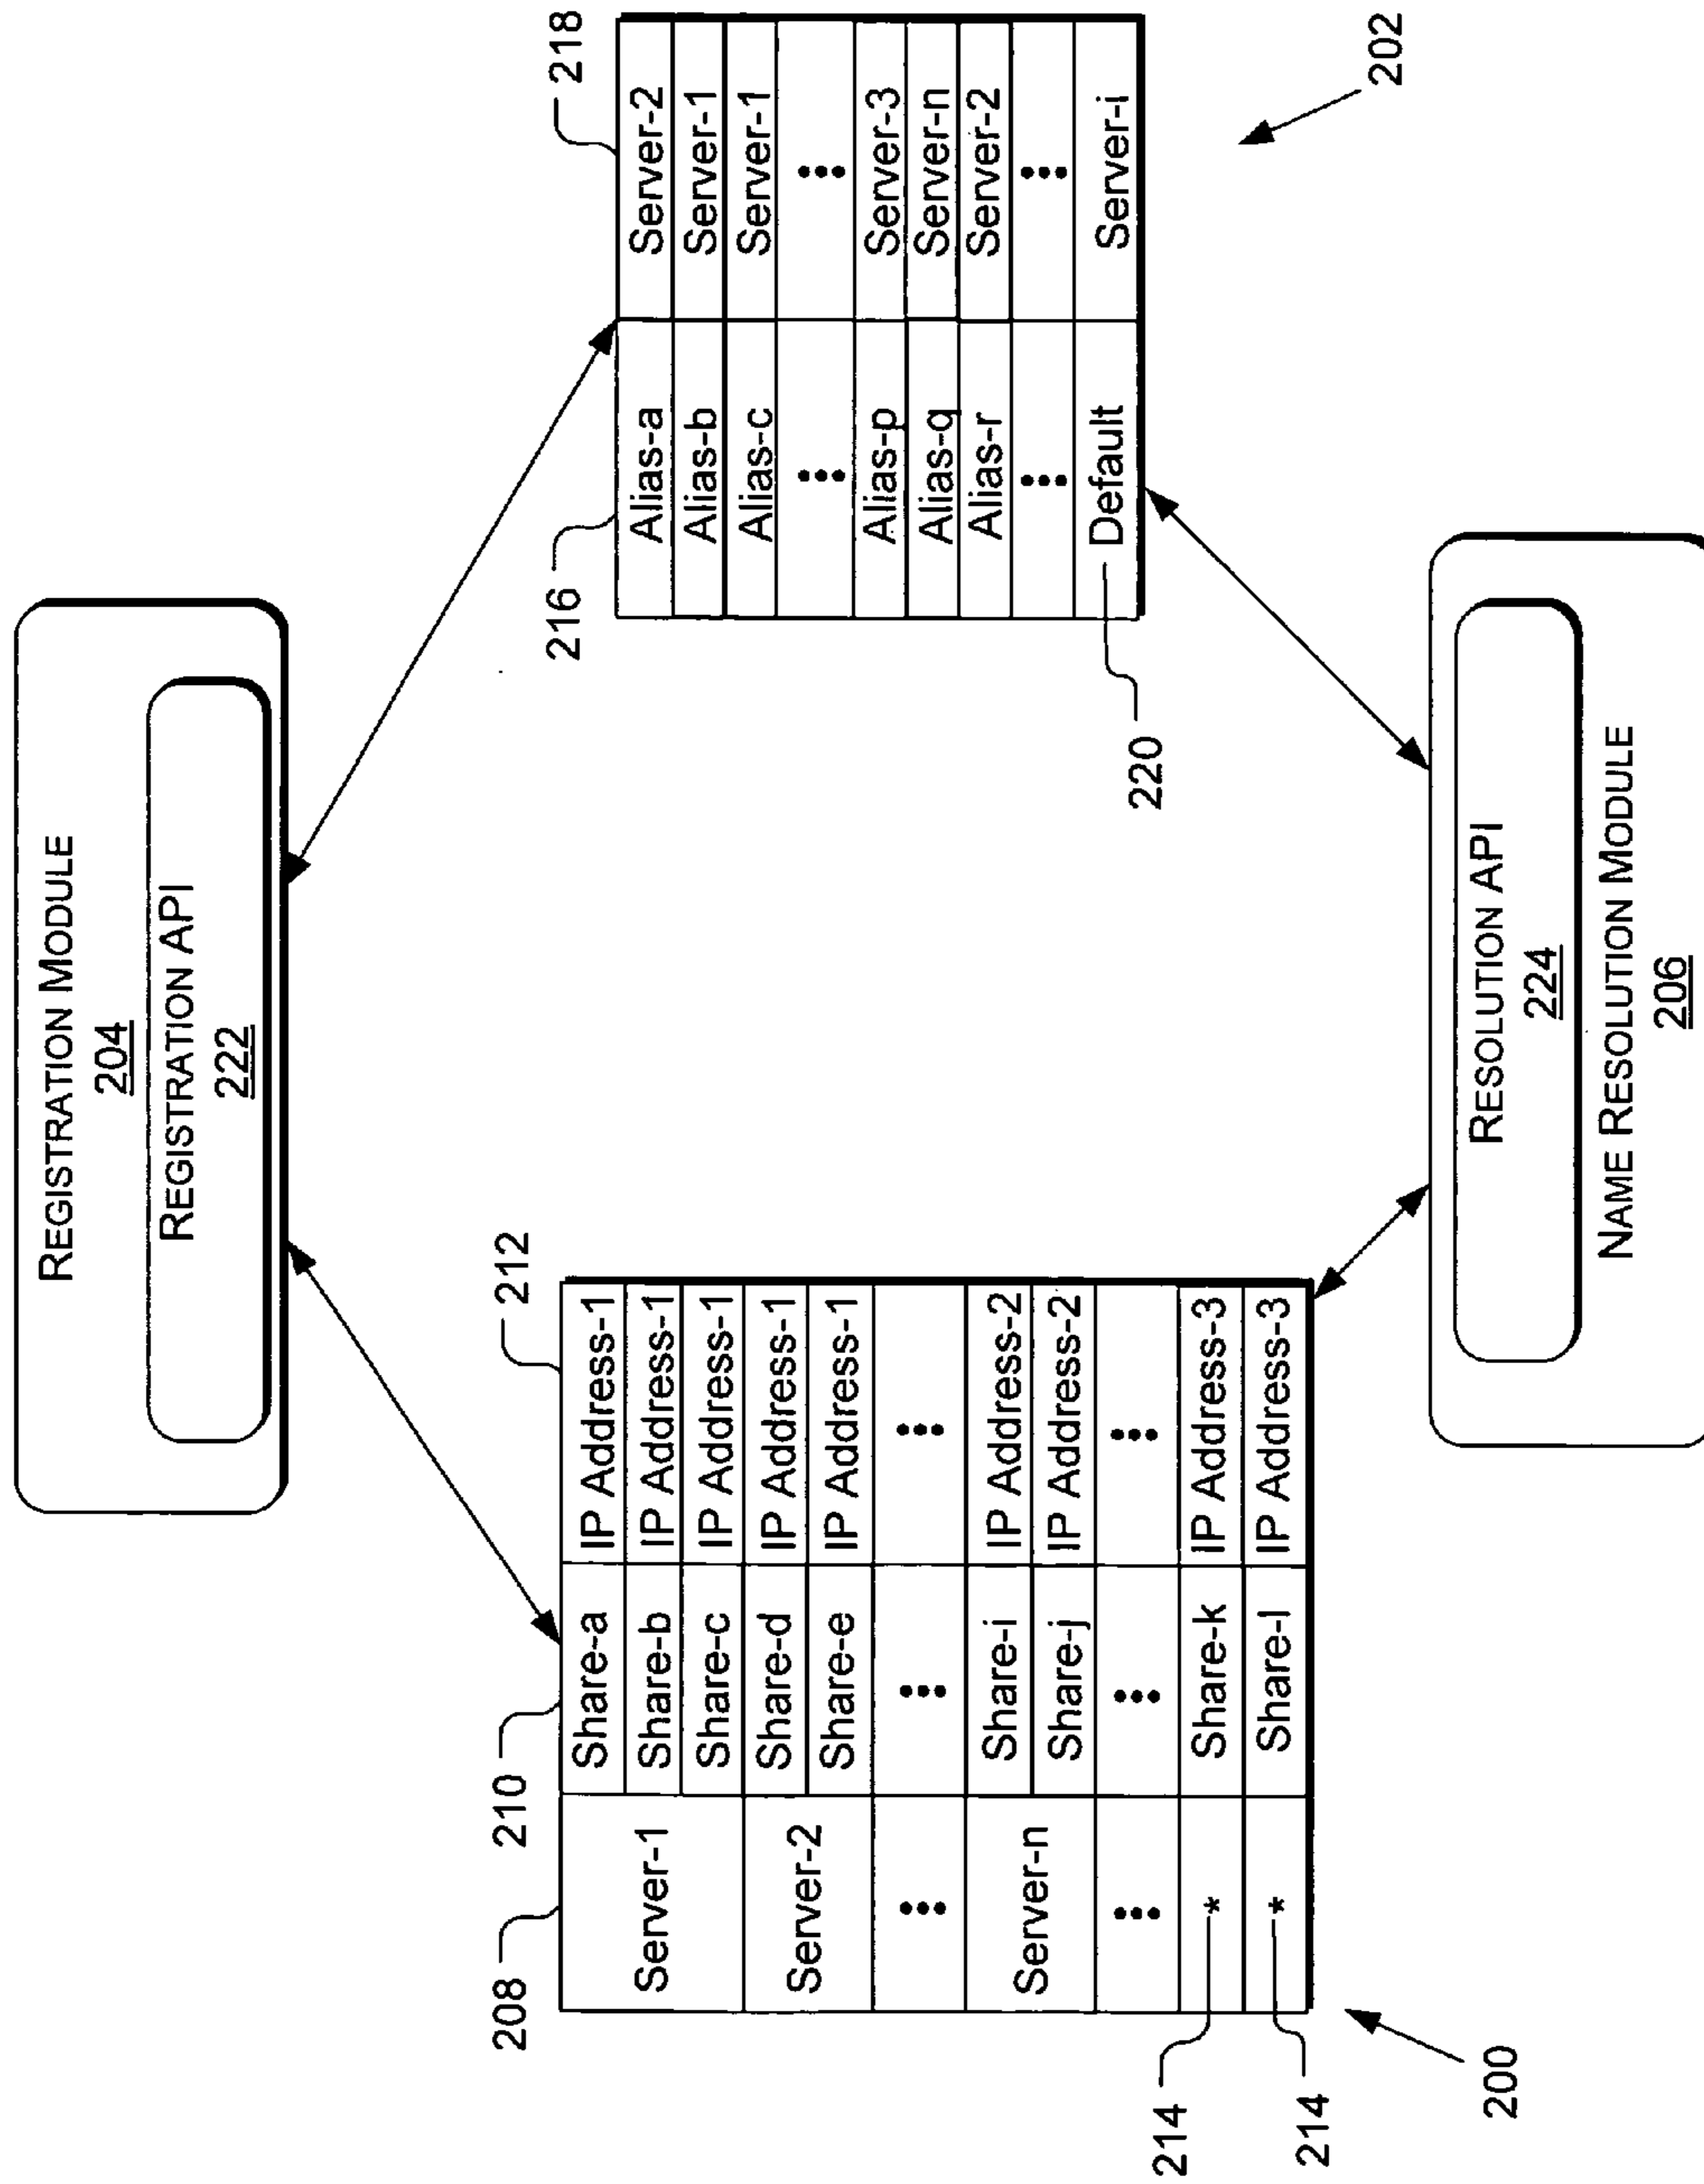 REGISTRATION MODULE
204
REGISTRATION API
222
208
210
212
Server-1
Share-a IP Address-1
Share-b IP Address-1
Share-c IP Address-1
Server-2
Share-d IP Address-1
Share-e IP Address-1
⋮ ⋮ ⋮
Server-n
Share-i IP Address-2
Share-j IP Address-2
⋮ ⋮ ⋮
* Share-k IP Address-3
* Share-l IP Address-3
214
214
200
216
218
Alias-a Server-2
Alias-b Server-1
Alias-c Server-1
⋮ ⋮
Alias-p Server-3
Alias-q Server-n
Alias-r Server-2
⋮ ⋮
Default Server-i
220
202
RESOLUTION API
224
NAME RESOLUTION MODULE
206